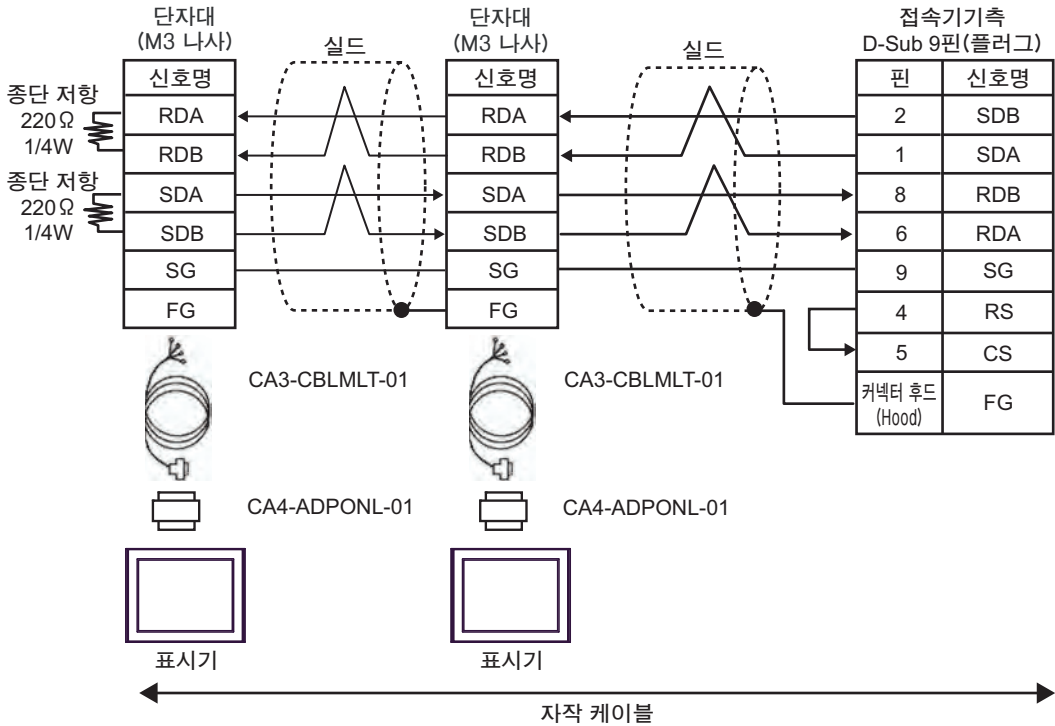 단자대
(M3 나사)
실드
단자대
(M3 나사)
실드
접속기기측
D-Sub 9핀(플러그)
종단 저항
220Ω
1/4W
종단 저항
220Ω
1/4W
신호명
RDA
RDB
SDA
SDB
SG
FG
신호명
RDA
RDB
SDA
SDB
SG
FG
핀 신호명
2 SDB
1 SDA
8 RDB
6 RDA
9 SG
4 RS
5 CS
커넥터 후드
(Hood)
FG
CA3-CBLMLT-01
CA3-CBLMLT-01
CA4-ADPONL-01
CA4-ADPONL-01
표시기
표시기
자작 케이블